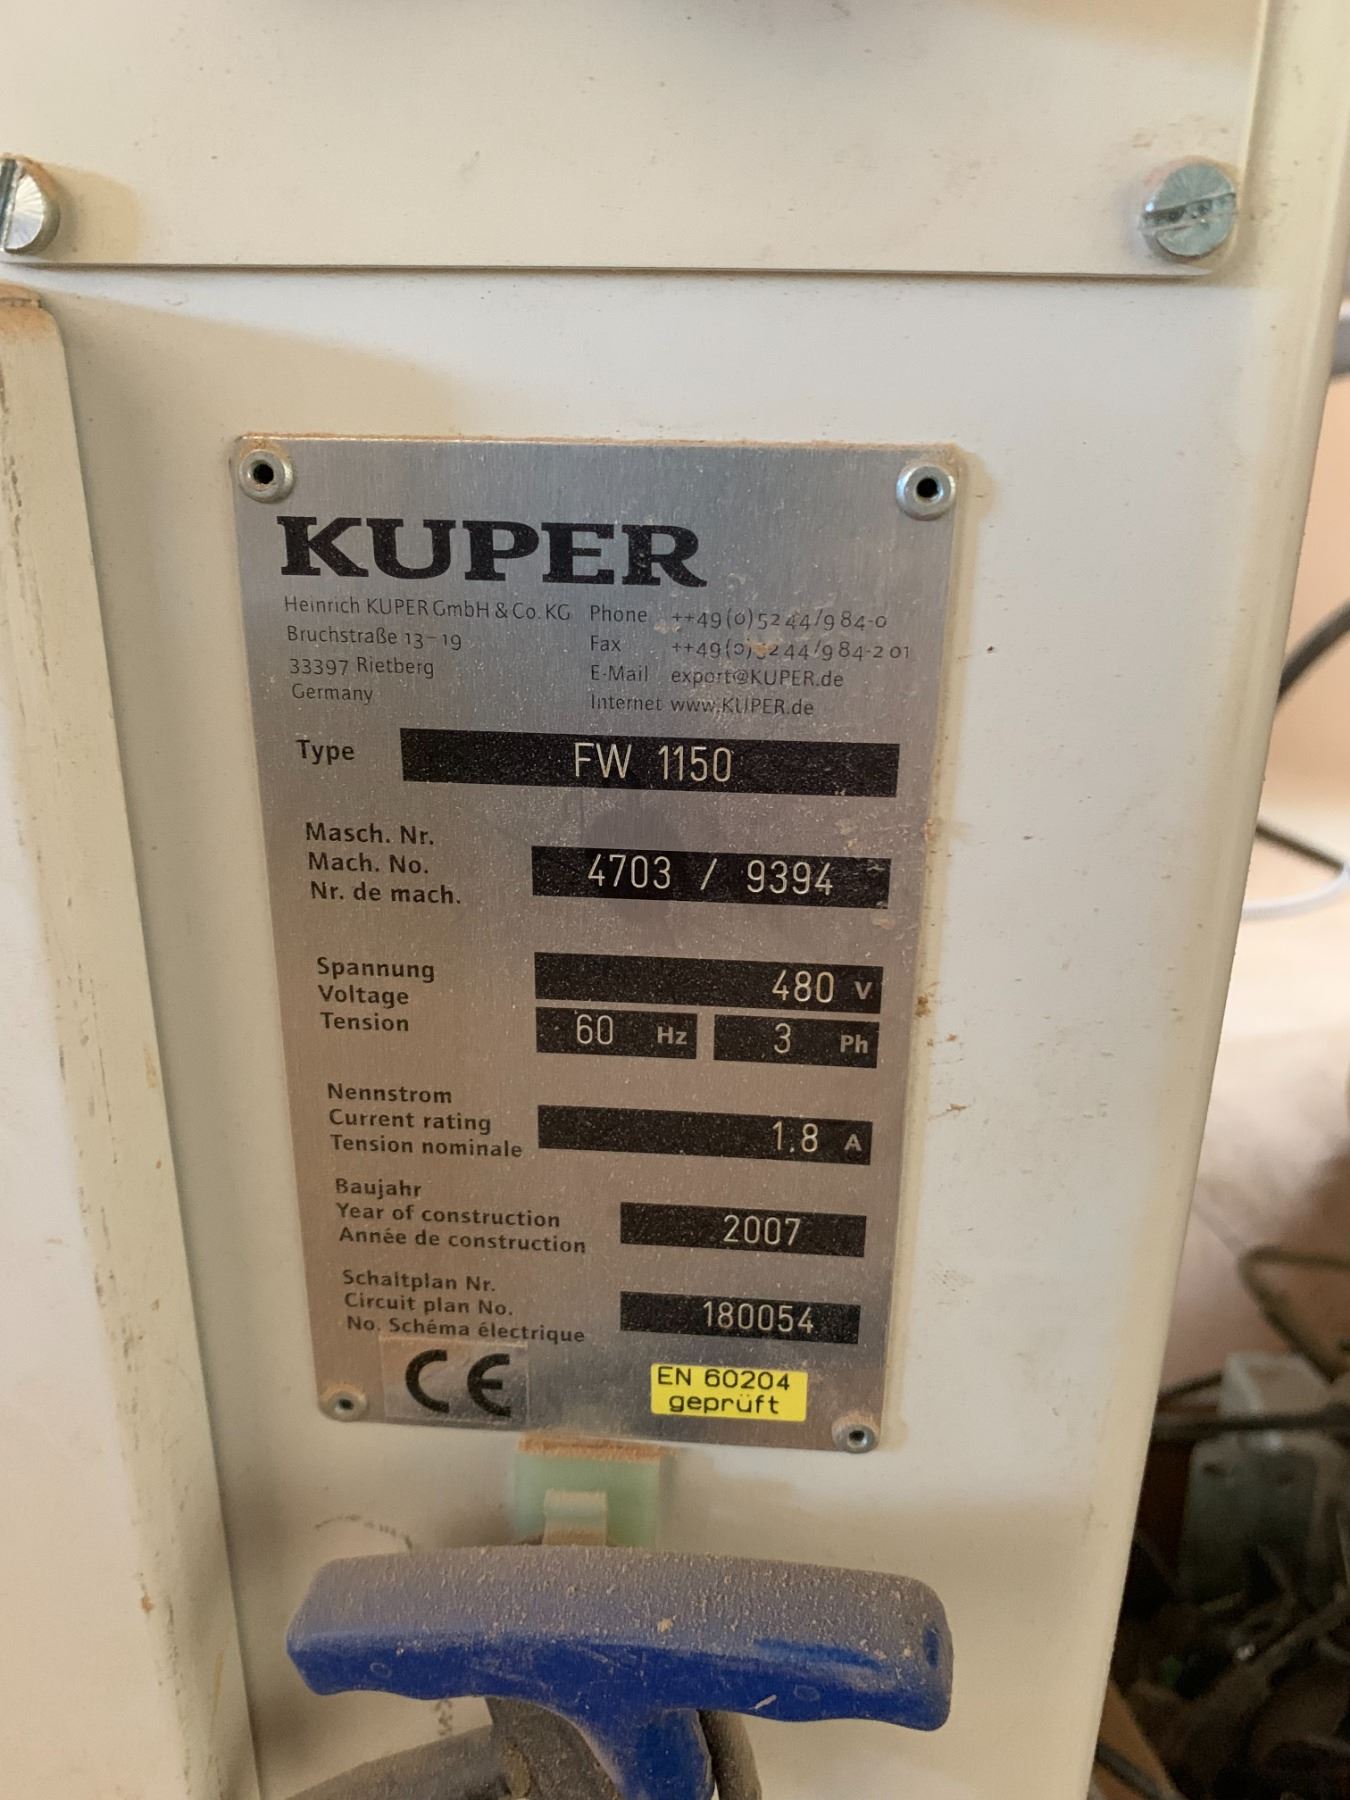 KUPER
Heinrich KUPER GmbH & Co. KG
Bruchstraße 13-19
33397 Rietberg
Germany
Phone ++49(0)5244/984-0
Fax ++49(0)5244/984-201
E-Mail export@KUPER.de
Internet www.KUPER.de
Type FW 1150
Masch. Nr.
Mach. No.
Nr. de mach.
4703 / 9394
Spannung
Voltage
Tension
480 V
60 Hz 3 Ph
Nennstrom
Current rating
Tension nominale
1.8 A
Baujahr
Year of construction
Année de construction
2007
Schaltplan Nr.
Circuit plan No.
No. Schéma électrique
180054
CE
EN 60204
geprüft